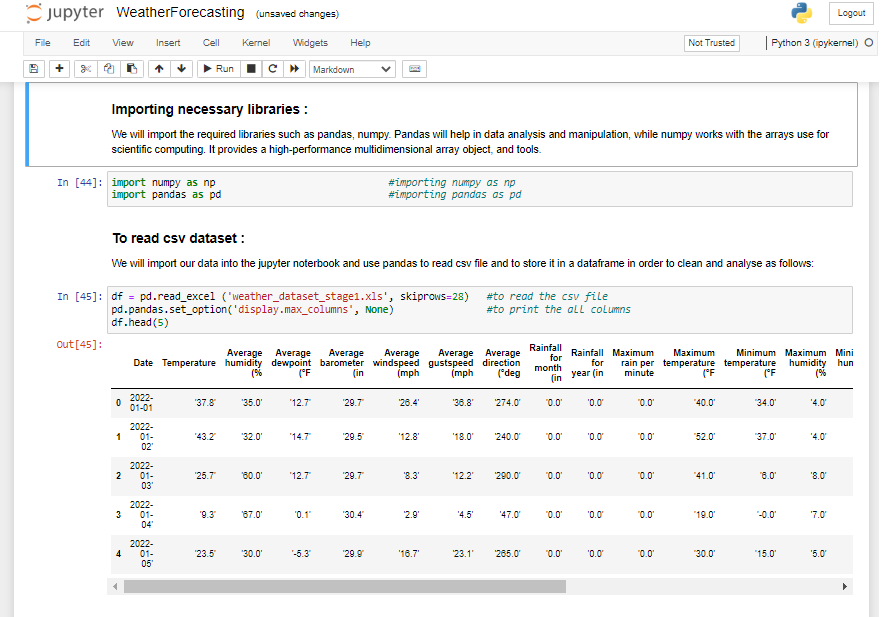 jupyter WeatherForecasting (unsaved changes) Logout
File Edit View Insert Cell Kernel Widgets Help Not Trusted Python 3 (ipykernel)
Run Markdown
Importing necessary libraries :
We will import the required libraries such as pandas, numpy. Pandas will help in data analysis and manipulation, while numpy works with the arrays use for
scientific computing. It provides a high-performance multidimensional array object, and tools.
In [44]: import numpy as np #importing numpy as np
import pandas as pd #importing pandas as pd
To read csv dataset :
We will import our data into the jupyter noterbook and use pandas to read csv file and to store it in a dataframe in order to clean and analyse as follows:
In [45]: df = pd.read_excel ('weather_dataset_stage1.xls', skiprows=28) #to read the csv file
pd.pandas.set_option('display.max_columns', None) #to print the all columns
df.head(5)
Out[45]:
Date Temperature Average humidity (% Average dewpoint (°F Average barometer (in Average windspeed (mph Average gustspeed (mph Average direction (°deg Rainfall for month (in Rainfall for year (in Maximum rain per minute Maximum temperature (°F Minimum temperature (°F Maximum humidity (% Mini hum
0 2022-01-01 '37.8' '35.0' '12.7' '29.7' '26.4' '36.8' '274.0' '0.0' '0.0' '0.0' '40.0' '34.0' '4.0'
1 2022-01-02' '43.2' '32.0' '14.7' '29.5' '12.8' '18.0' '240.0' '0.0' '0.0' '0.0' '52.0' '37.0' '4.0'
2 2022-01-03' '25.7' '60.0' '12.7' '29.7' '8.3' '12.2' '290.0' '0.0' '0.0' '0.0' '41.0' '6.0' '8.0'
3 2022-01-04' '9.3' '67.0' '0.1' '30.4' '2.9' '4.5' '47.0' '0.0' '0.0' '0.0' '19.0' '-0.0' '7.0'
4 2022-01-05' '23.5' '30.0' '-5.3' '29.9' '16.7' '23.1' '265.0' '0.0' '0.0' '0.0' '30.0' '15.0' '5.0'